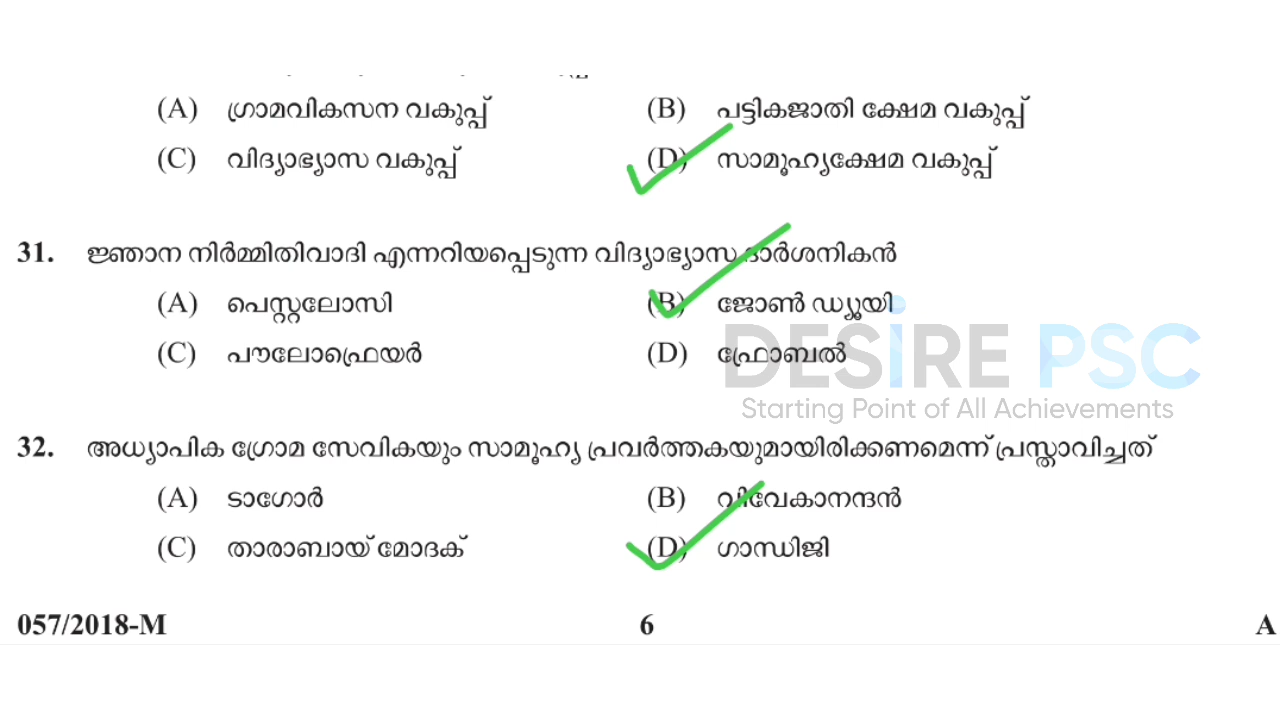 (A) ഗ്രാമവികസന വകുപ്പ് (B) പട്ടികജാതി ക്ഷേമ വകുപ്പ്
(C) വിദ്യാഭ്യാസ വകുപ്പ് (D) സാമൂഹ്യക്ഷേമ വകുപ്പ്
31. ജ്ഞാന നിർമ്മിതിവാദി എന്നറിയപ്പെടുന്ന വിദ്യാഭ്യാസ ദാർശനികൻ
(A) പെസ്റ്റലോസി (B) ജോൺ ഡ്യൂയി
(C) പൗലോഫ്രെയർ (D) ഫ്രോബൽ
DESiRE PSC
Starting Point of All Achievements
32. അധ്യാപിക ഗ്രോമ സേവികയും സാമൂഹ്യ പ്രവർത്തകയുമായിരിക്കണമെന്ന് പ്രസ്താവിച്ചത്
(A) ടാഗോർ (B) വിവേകാനന്ദൻ
(C) താരാബായ് മോദക് (D) ഗാന്ധിജി
057/2018-M 6 A